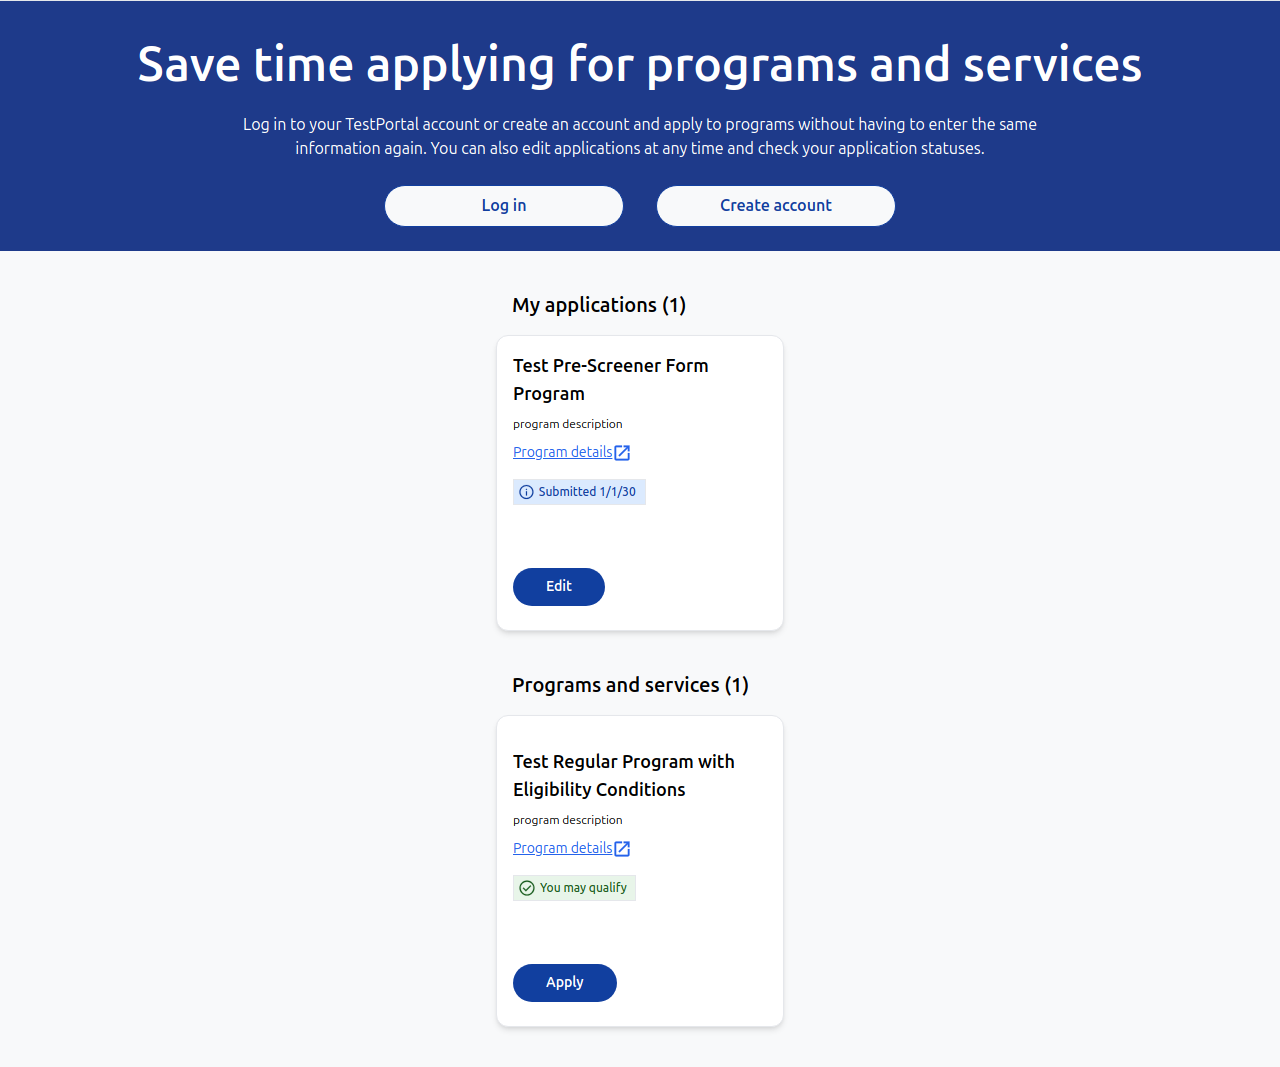 Save time applying for programs and services
Log in to your TestPortal account or create an account and apply to programs without having to enter the same
information again. You can also edit applications at any time and check your application statuses.
Log in
Create account
My applications (1)
Test Pre-Screener Form
Program
program description
Program details
Submitted 1/1/30
Edit
Programs and services (1)
Test Regular Program with
Eligibility Conditions
program description
Program details
You may qualify
Apply